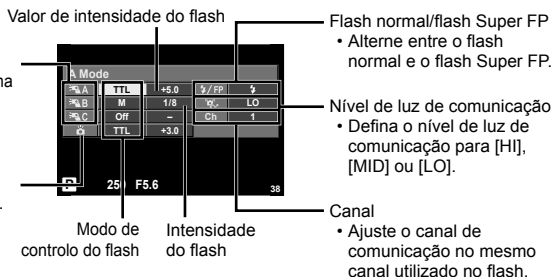 Valor de intensidade do flash
Flash normal/flash Super FP
• Alterne entre o flash
normal e o flash Super FP.
A Mode
A TTL +5.0 /FP
B M 1/8 LO
C Off – Ch 1
TTL +3.0
P 250 F5.6 38
Nível de luz de comunicação
• Defina o nível de luz de
comunicação para [HI],
[MID] ou [LO].
Modo de
controlo do flash
Intensidade
do flash
Canal
• Ajuste o canal de
comunicação no mesmo
canal utilizado no flash.